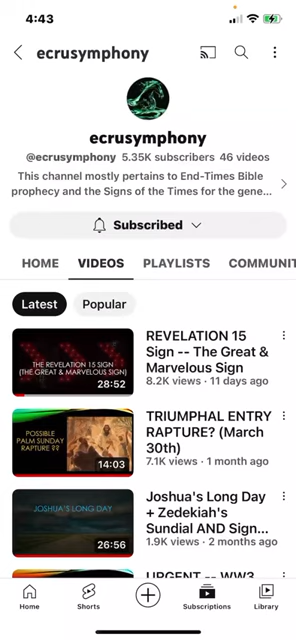 4:43
ecrusymphony
ecrusymphony
@ecrusymphony 5.35K subscribers 46 videos
This channel mostly pertains to End-Times Bible
prophecy and the Signs of the Times for the gene...
Subscribed
HOME VIDEOS PLAYLISTS COMMUNIT
Latest Popular
THE REVELATION 15 SIGN
(THE GREAT & MARVELOUS SIGN)
28:52
REVELATION 15
Sign -- The Great &
Marvelous Sign
8.2K views · 11 days ago
POSSIBLE
PALM SUNDAY
RAPTURE ??
14:03
TRIUMPHAL ENTRY
RAPTURE? (March
30th)
7.1K views · 1 month ago
JOSHUA'S LONG DAY
26:56
Joshua's Long Day
+ Zedekiah's
Sundial AND Sign...
1.9K views · 2 months ago
URGENT -- WW3
Home Shorts Subscriptions Library